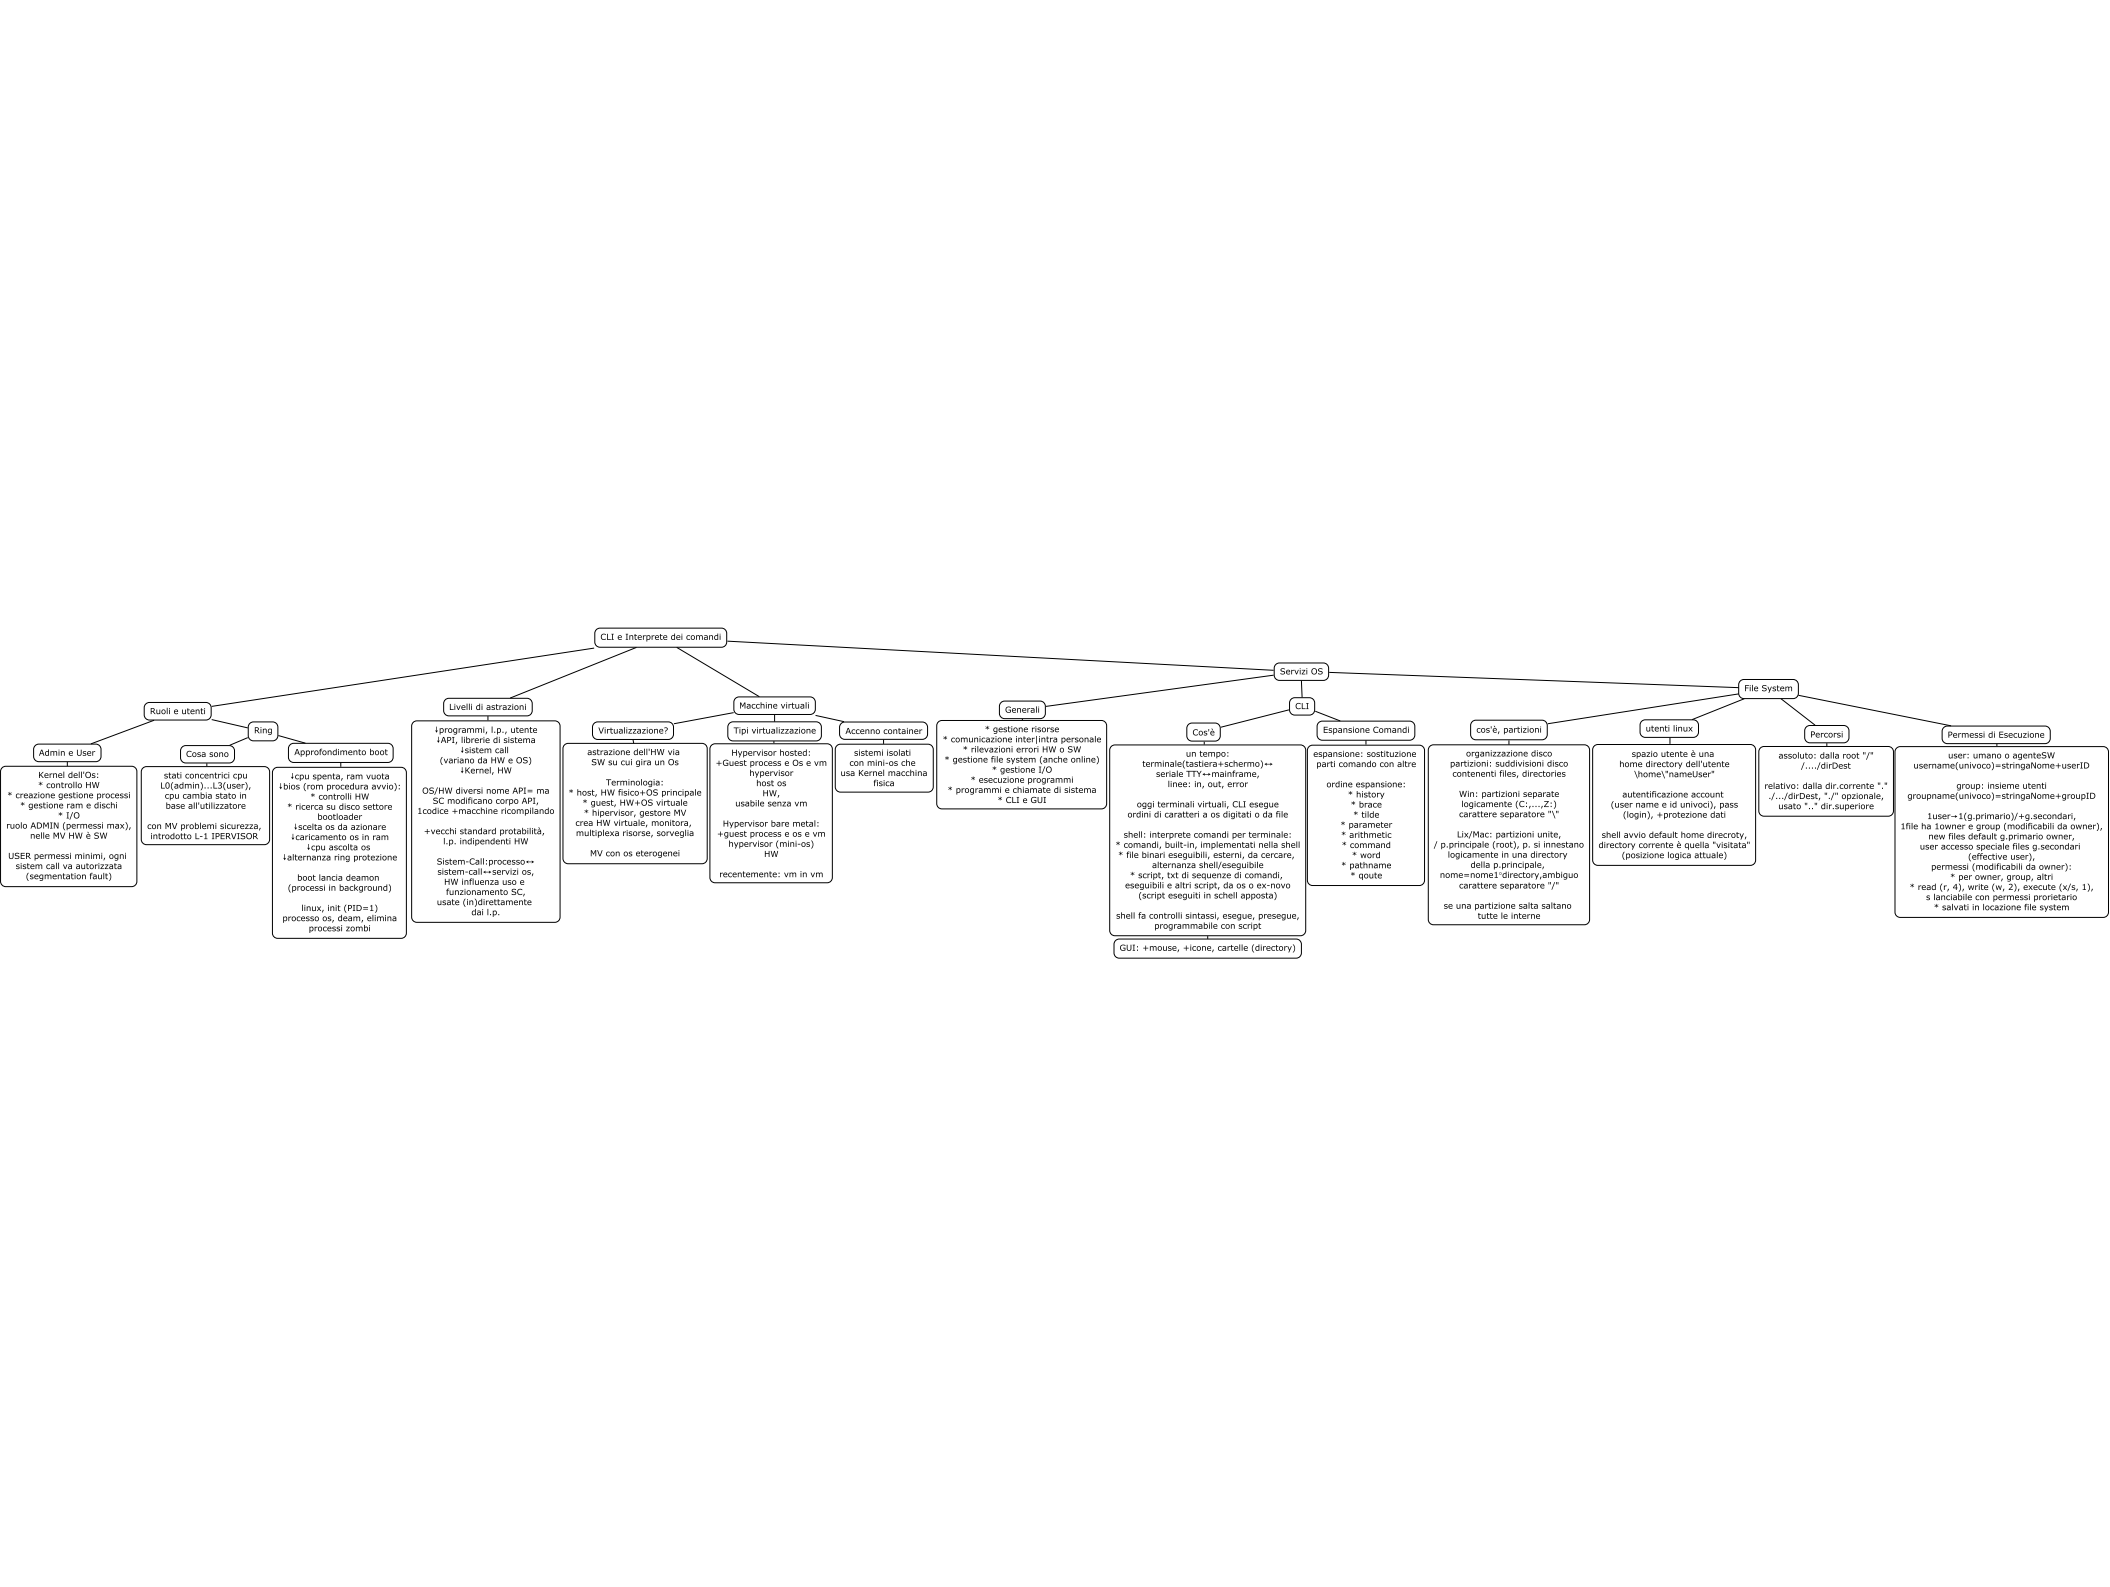 CLI e Interprete dei comandi
Servizi OS
File System
Ruoli e utenti
Livelli di astrazioni
Macchine virtuali
Generali
CLI
Ring
Admin e User
Kernel dell'Os:
* controllo HW
* creazione gestione processi
* gestione ram e dischi
* I/O
ruolo ADMIN (permessi max),
nelle MV HW è SW
USER permessi minimi, ogni
sistem call va autorizzata
(segmentation fault)
Cosa sono
stati concentrici cpu
L0(admin)...L3(user),
cpu cambia stato in
base all'utilizzatore
con MV problemi sicurezza,
introdotto L-1 IPERVISOR
Approfondimento boot
↓cpu spenta, ram vuota
↓bios (rom procedura avvio):
* controlli HW
* ricerca su disco settore
bootloader
↓scelta os da azionare
↓caricamento os in ram
↓cpu ascolta os
↓alternanza ring protezione
boot lancia deamon
(processi in background)
linux, init (PID=1)
processo os, deam, elimina
processi zombi
↓programmi, l.p., utente
↓API, librerie di sistema
↓sistem call
(variano da HW e OS)
↓Kernel, HW
OS/HW diversi nome API= ma
SC modificano corpo API,
1codice +macchine ricompilando
+vecchi standard protabilità,
l.p. indipendenti HW
Sistem-Call:processo↔
sistem-call↔servizi os,
HW influenza uso e
funzionamento SC,
usate (in)direttamente
dai l.p.
Virtualizzazione?
astrazione dell'HW via
SW su cui gira un Os
Terminologia:
* host, HW fisico+OS principale
* guest, HW+OS virtuale
* hipervisor, gestore MV
crea HW virtuale, monitora,
multiplexa risorse, sorveglia
MV con os eterogenei
Tipi virtualizzazione
Hypervisor hosted:
+Guest process e Os e vm
hypervisor
host os
HW,
usabile senza vm
Hypervisor bare metal:
+guest process e os e vm
hypervisor (mini-os)
HW
recentemente: vm in vm
Accenno container
sistemi isolati
con mini-os che
usa Kernel macchina
fisica
* gestione risorse
* comunicazione inter|intra personale
* rilevazioni errori HW o SW
* gestione file system (anche online)
* gestione I/O
* esecuzione programmi
* programmi e chiamate di sistema
* CLI e GUI
Cos'è
un tempo:
terminale(tastiera+schermo)↔
seriale TTY↔mainframe,
linee: in, out, error
oggi terminali virtuali, CLI esegue
ordini di caratteri a os digitati o da file
shell: interprete comandi per terminale:
* comandi, built-in, implementati nella shell
* file binari eseguibili, esterni, da cercare,
alternanza shell/eseguibile
* script, txt di sequenze di comandi,
eseguibili e altri script, da os o ex-novo
(script eseguiti in schell apposta)
shell fa controlli sintassi, esegue, presegue,
programmabile con script
GUI: +mouse, +icone, cartelle (directory)
Espansione Comandi
espansione: sostituzione
parti comando con altre
ordine espansione:
* history
* brace
* tilde
* parameter
* arithmetic
* command
* word
* pathname
* qoute
cos'è, partizioni
organizzazione disco
partizioni: suddivisioni disco
contenenti files, directories
Win: partizioni separate
logicamente (C:,...,Z:)
carattere separatore "\"
Lix/Mac: partizioni unite,
/ p.principale (root), p. si innestano
logicamente in una directory
della p.principale,
nome=nome1°directory,ambiguo
carattere separatore "/"
se una partizione salta saltano
tutte le interne
utenti linux
spazio utente è una
home directory dell'utente
\home\"nameUser"
autentificazione account
(user name e id univoci), pass
(login), +protezione dati
shell avvio default home direcroty,
directory corrente è quella "visitata"
(posizione logica attuale)
Percorsi
assoluto: dalla root "/"
/..../dirDest
relativo: dalla dir.corrente "."
./.../dirDest, "./" opzionale,
usato ".." dir.superiore
Permessi di Esecuzione
user: umano o agenteSW
username(univoco)=stringaNome+userID
group: insieme utenti
groupname(univoco)=stringaNome+groupID
1user→1(g.primario)/+g.secondari,
1file ha 1owner e group (modificabili da owner),
new files default g.primario owner,
user accesso speciale files g.secondari
(effective user),
permessi (modificabili da owner):
* per owner, group, altri
* read (r, 4), write (w, 2), execute (x/s, 1),
s lanciabile con permessi prorietario
* salvati in locazione file system